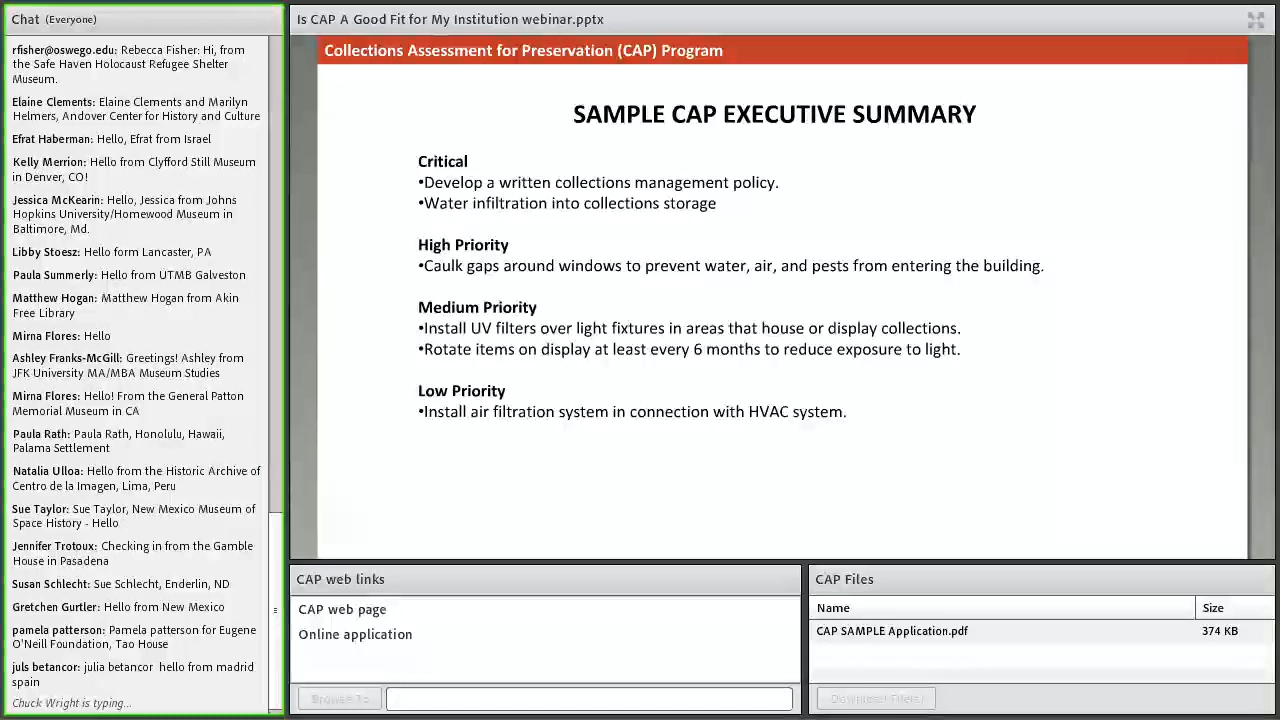 Chat (Everyone)
rfisher@oswego.edu: Rebecca Fisher: Hi, from
the Safe Haven Holocaust Refugee Shelter
Museum.
Elaine Clements: Elaine Clements and Marilyn
Helmers, Andover Center for History and Culture
Efrat Haberman: Hello, Efrat from Israel
Kelly Merrion: Hello from Clyfford Still Museum
in Denver, CO!
Jessica McKearin: Hello, Jessica from Johns
Hopkins University/Homewood Museum in
Baltimore, Md.
Libby Stoesz: Hello form Lancaster, PA
Paula Summerly: Hello from UTMB Galveston
Matthew Hogan: Matthew Hogan from Akin
Free Library
Mirna Flores: Hello
Ashley Franks-McGill: Greetings! Ashley from
JFK University MA/MBA Museum Studies
Mirna Flores: Hello! From the General Patton
Memorial Museum in CA
Paula Rath: Paula Rath, Honolulu, Hawaii,
Palama Settlement
Natalia Ulloa: Hello from the Historic Archive of
Centro de la Imagen, Lima, Peru
Sue Taylor: Sue Taylor, New Mexico Museum of
Space History - Hello
Jennifer Trotoux: Checking in from the Gamble
House in Pasadena
Susan Schlecht: Sue Schlecht, Enderlin, ND
Gretchen Gurtler: Hello from New Mexico
pamela patterson: Pamela patterson for Eugene
O'Neill Foundation, Tao House
juls betancor: julia betancor  hello from madrid
spain
Chuck Wright is typing...
Is CAP A Good Fit for My Institution webinar.pptx
Collections Assessment for Preservation (CAP) Program
SAMPLE CAP EXECUTIVE SUMMARY
Critical
•Develop a written collections management policy.
•Water infiltration into collections storage
High Priority
•Caulk gaps around windows to prevent water, air, and pests from entering the building.
Medium Priority
•Install UV filters over light fixtures in areas that house or display collections.
•Rotate items on display at least every 6 months to reduce exposure to light.
Low Priority
•Install air filtration system in connection with HVAC system.
CAP web links
CAP web page
Online application
Browse To
CAP Files
Name Size
CAP SAMPLE Application.pdf 374 KB
Download File(s)